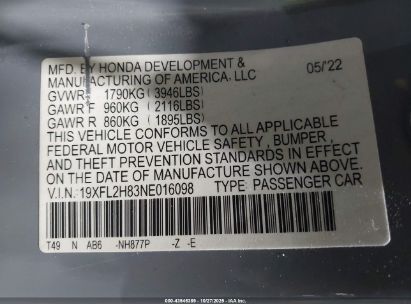 MFD. BY HONDA DEVELOPMENT & 05/'22
MANUFACTURING OF AMERICA, LLC
GVWR 1790KG (3946LBS)
GAWR F 960KG (2116LBS)
GAWR R 860KG (1895LBS)
THIS VEHICLE CONFORMS TO ALL APPLICABLE
FEDERAL MOTOR VEHICLE SAFETY , BUMPER ,
AND THEFT PREVENTION STANDARDS IN EFFECT
ON THE DATE OF MANUFACTURE SHOWN ABOVE.
V.I.N.: 19XFL2H83NE016098 TYPE: PASSENGER CAR
T49 N AB6 -NH877P -Z -E